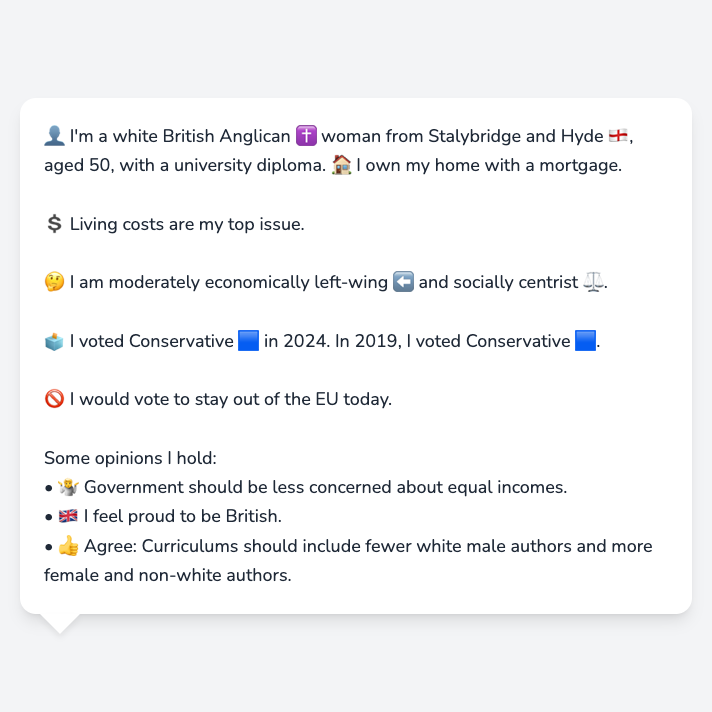 👤 I'm a white British Anglican ✝️ woman from Stalybridge and Hyde 🏴󠁧󠁢󠁥󠁮󠁧󠁿,
aged 50, with a university diploma. 🏠 I own my home with a mortgage.
💲 Living costs are my top issue.
🤔 I am moderately economically left-wing ⬅️ and socially centrist ⚖️.
🗳️ I voted Conservative 🟦 in 2024. In 2019, I voted Conservative 🟦.
🚫 I would vote to stay out of the EU today.
Some opinions I hold:
• 🤷 Government should be less concerned about equal incomes.
• 🇬🇧 I feel proud to be British.
• 👍 Agree: Curriculums should include fewer white male authors and more
female and non-white authors.